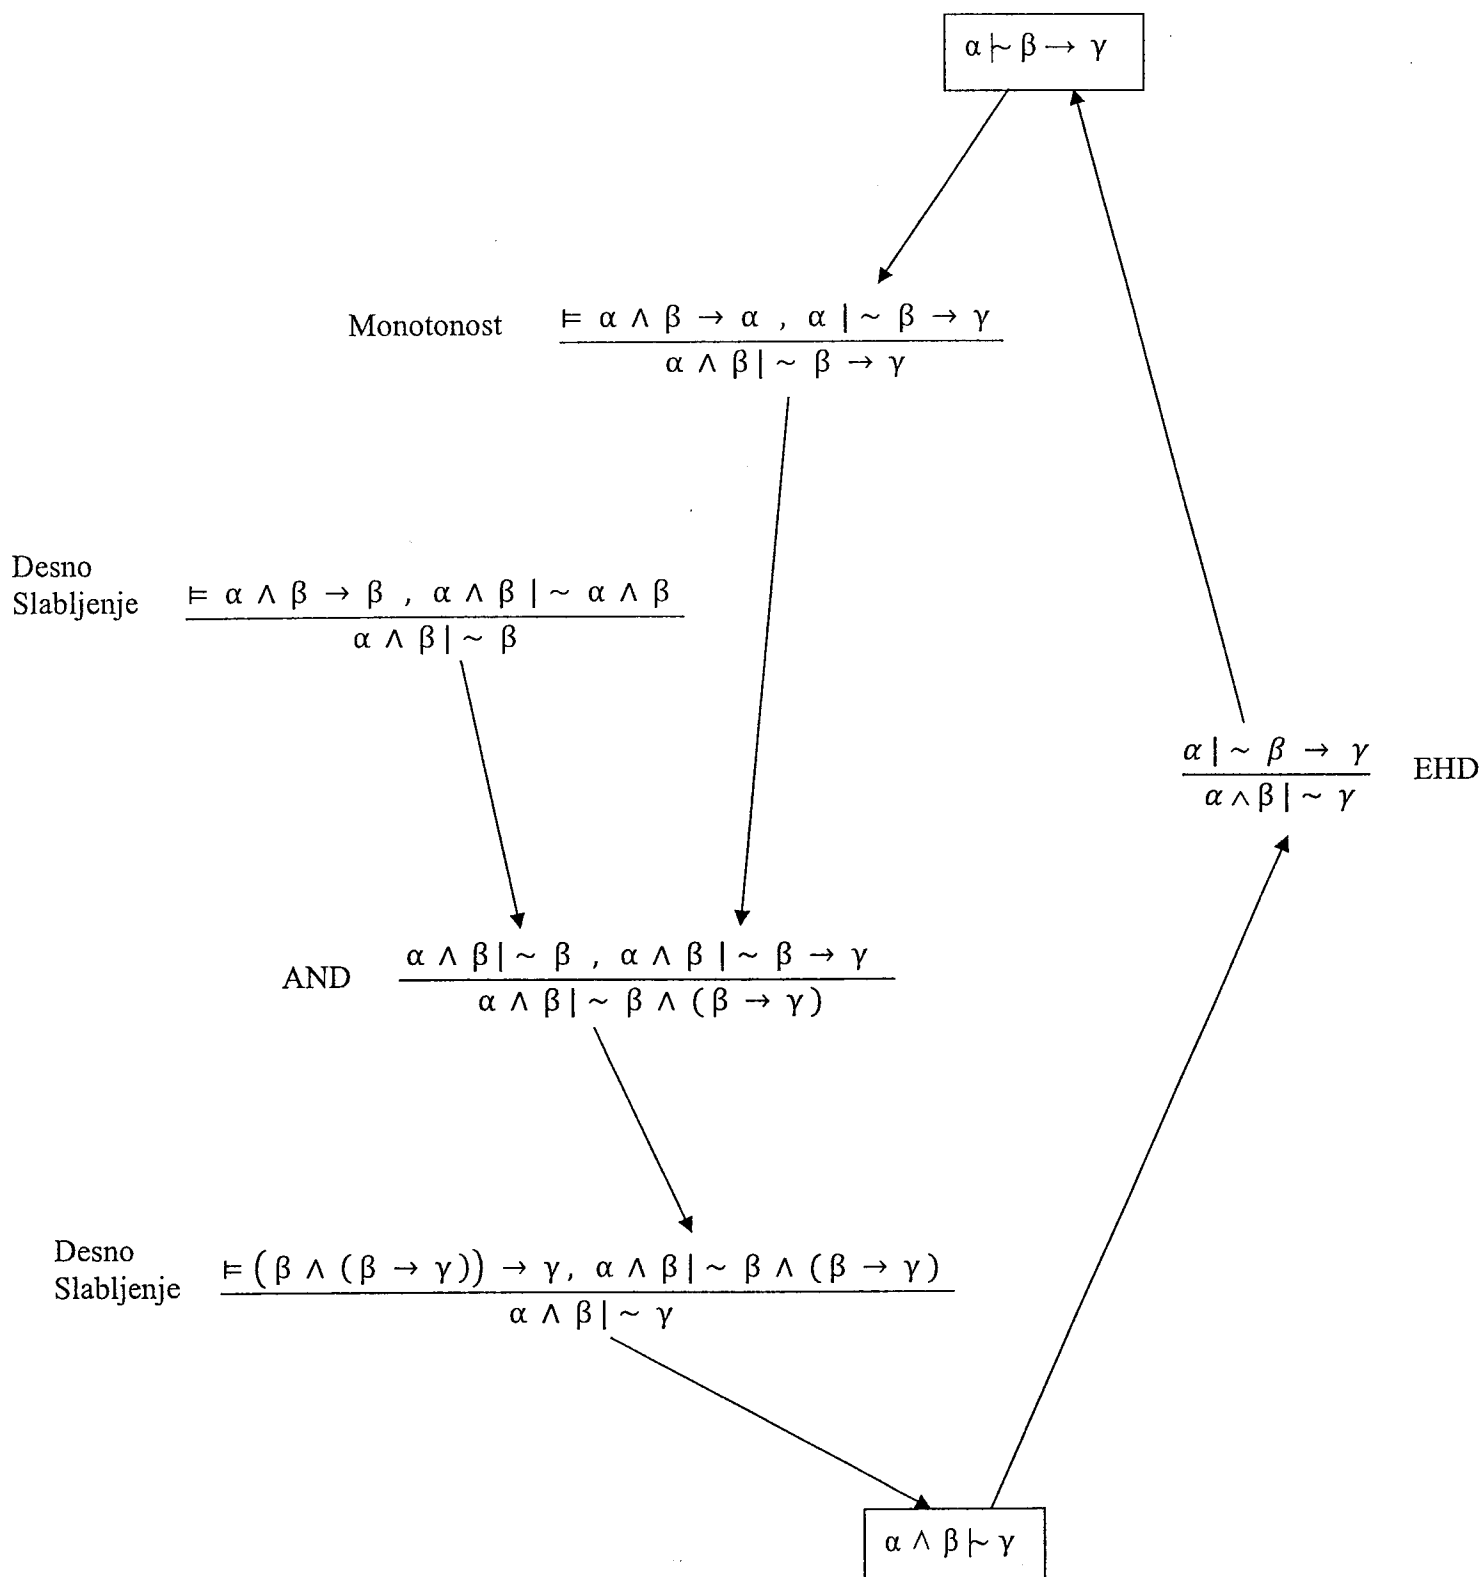 α |~ β → γ
Monotonost
⊨ α ∧ β → α , α | ~ β → γ
α ∧ β | ~ β → γ
Desno
Slabljenje
⊨ α ∧ β → β , α ∧ β | ~ α ∧ β
α ∧ β | ~ β
α | ~ β → γ
α ∧ β | ~ γ
EHD
AND
α ∧ β | ~ β , α ∧ β | ~ β → γ
α ∧ β | ~ β ∧ (β → γ)
Desno
Slabljenje
⊨ (β ∧ (β → γ)) → γ, α ∧ β | ~ β ∧ (β → γ)
α ∧ β | ~ γ
α ∧ β |~ γ